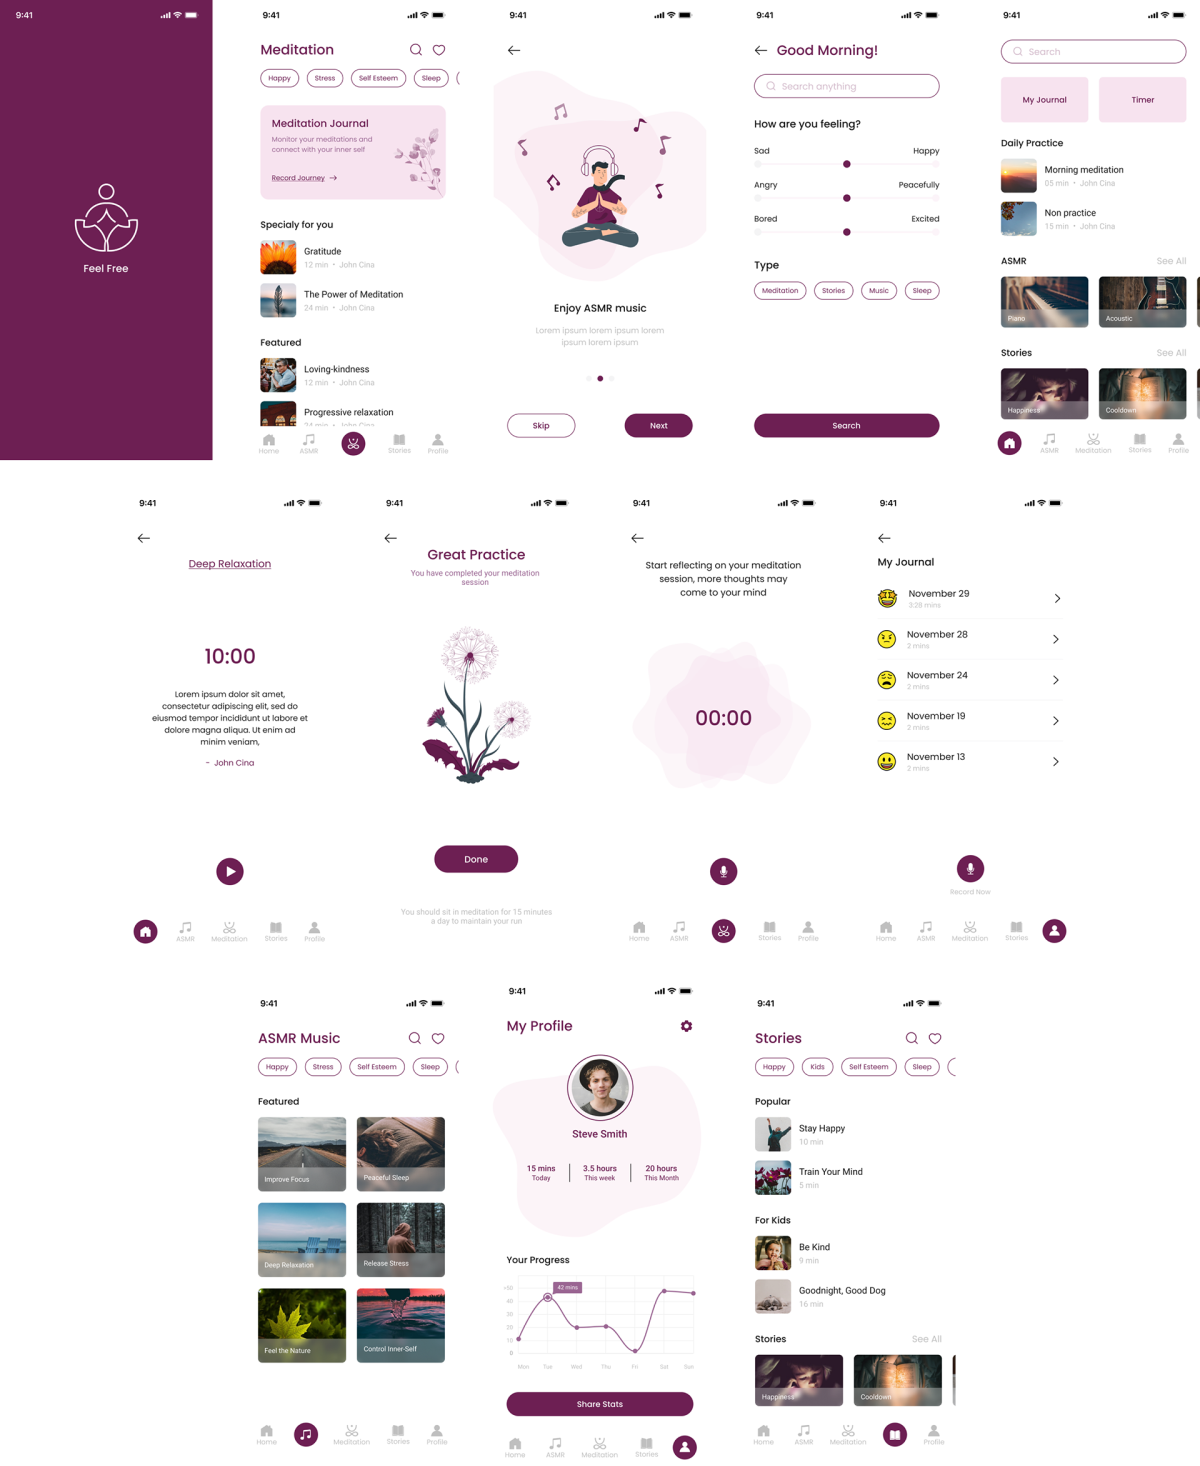 9:41
Feel Free
9:41
Meditation
Happy
Stress
Self Esteem
Sleep
Meditation Journal
Monitor your meditations and
connect with your inner self
Record Journey
Specialy for you
Gratitude
12 min • John Cina
The Power of Meditation
24 min • John Cina
Featured
Loving-kindness
12 min • John Cina
Progressive relaxation
24 min • John Cina
Home
ASMR
Stories
Profile
9:41
Enjoy ASMR music
Lorem ipsum lorem ipsum lorem
ipsum lorem ipsum
Skip
Next
9:41
Good Morning!
Search anything
How are you feeling?
Sad
Happy
Angry
Peacefully
Bored
Excited
Type
Meditation
Stories
Music
Sleep
Search
9:41
Search
My Journal
Timer
Daily Practice
Morning meditation
05 min • John Cina
Non practice
15 min • John Cina
ASMR
See All
Piano
Acoustic
Stories
See All
Happiness
Cooldown
ASMR
Meditation
Stories
Profile
9:41
Deep Relaxation
10:00
Lorem ipsum dolor sit amet,
consectetur adipiscing elit, sed do
eiusmod tempor incididunt ut labore et
dolore magna aliqua. Ut enim ad
minim veniam,
- John Cina
ASMR
Meditation
Stories
Profile
9:41
Great Practice
You have completed your meditation
session
Done
You should sit in meditation for 15 minutes
a day to maintain your run
9:41
Start reflecting on your meditation
session, more thoughts may
come to your mind
00:00
Home
ASMR
Stories
Profile
9:41
My Journal
November 29
3:28 mins
November 28
2 mins
November 24
2 mins
November 19
2 mins
November 13
2 mins
Record Now
Home
ASMR
Meditation
Stories
9:41
ASMR Music
Happy
Stress
Self Esteem
Sleep
Featured
Improve Focus
Peaceful Sleep
Deep Relaxation
Release Stress
Feel the Nature
Control Inner-Self
Home
Meditation
Stories
Profile
9:41
My Profile
Steve Smith
15 mins
Today
3.5 hours
This week
20 hours
This Month
Your Progress
42 mins
+50
40
30
20
10
0
Mon
Tue
Wed
Thu
Fri
Sat
Sun
Share Stats
Home
ASMR
Meditation
Stories
9:41
Stories
Happy
Kids
Self Esteem
Sleep
Popular
Stay Happy
10 min
Train Your Mind
5 min
For Kids
Be Kind
9 min
Goodnight, Good Dog
16 min
Stories
See All
Happiness
Cooldown
Home
ASMR
Meditation
Profile